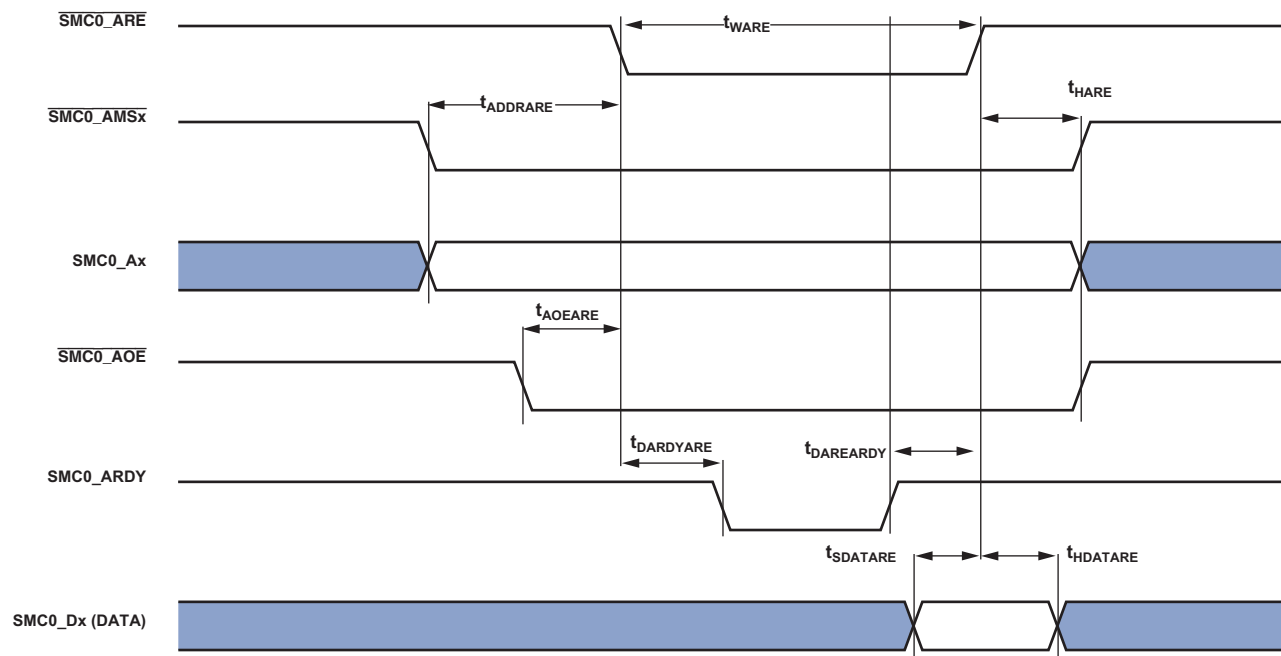 SMC0_ARE
tWARE
tHARE
tADDRARE
SMC0_AMSx
SMC0_Ax
tAOEARE
SMC0_AOE
tDARDYARE
tDAREARDY
SMC0_ARDY
tSDATARE
tHDATARE
SMC0_Dx (DATA)